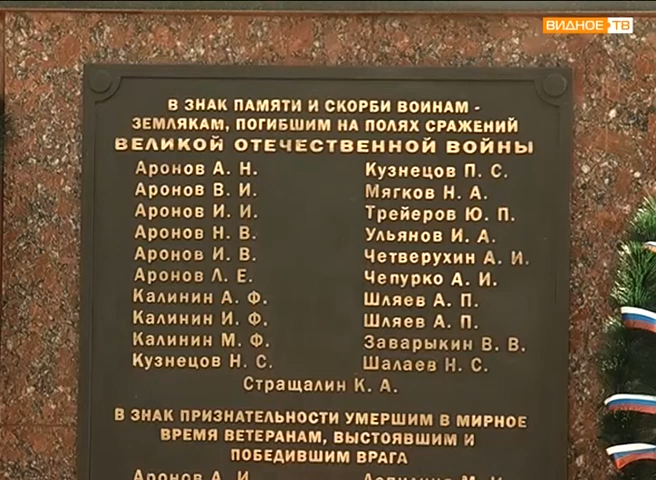 ВИДНОЕ ТВ
В ЗНАК ПАМЯТИ И СКОРБИ ВОИНАМ -
ЗЕМЛЯКАМ, ПОГИБШИМ НА ПОЛЯХ СРАЖЕНИЙ
ВЕЛИКОЙ ОТЕЧЕСТВЕННОЙ ВОЙНЫ
Аронов А. Н.
Аронов В. И.
Аронов И. И.
Аронов Н. В.
Аронов И. В.
Аронов Л. Е.
Калинин А. Ф.
Калинин И. Ф.
Калинин М. Ф.
Кузнецов Н. С.
Кузнецов П. С.
Мягков Н. А.
Трейеров Ю. П.
Ульянов И. А.
Четверухин А. И.
Чепурко А. И.
Шляев А. П.
Шляев А. П.
Заварыкин В. В.
Шалаев Н. С.
Стращалин К. А.
В ЗНАК ПРИЗНАТЕЛЬНОСТИ УМЕРШИМ В МИРНОЕ
ВРЕМЯ ВЕТЕРАНАМ, ВЫСТОЯВШИМ И
ПОБЕДИВШИМ ВРАГА
Аронов А. И.